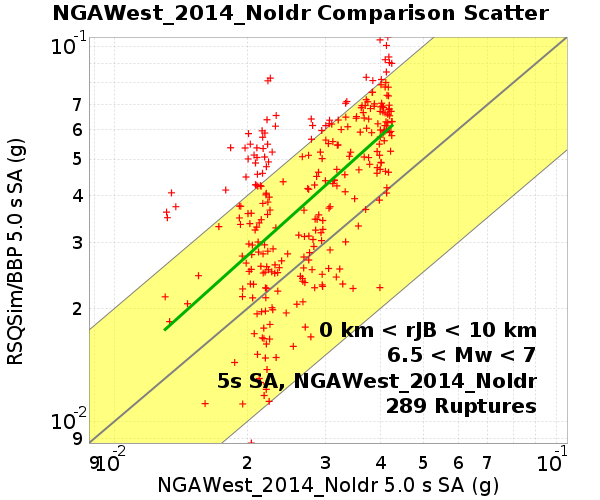 NGAWest_2014_NoIdr Comparison Scatter
RSQSim/BBP 5.0 s SA (g)
10⁻¹
7
6
5
4
3
2
10⁻²
9
0 km < rJB < 10 km
6.5 < Mw < 7
5s SA, NGAWest_2014_NoIdr
289 Ruptures
9 10⁻² 2 3 4 5 6 7 10⁻¹
NGAWest_2014_NoIdr 5.0 s SA (g)